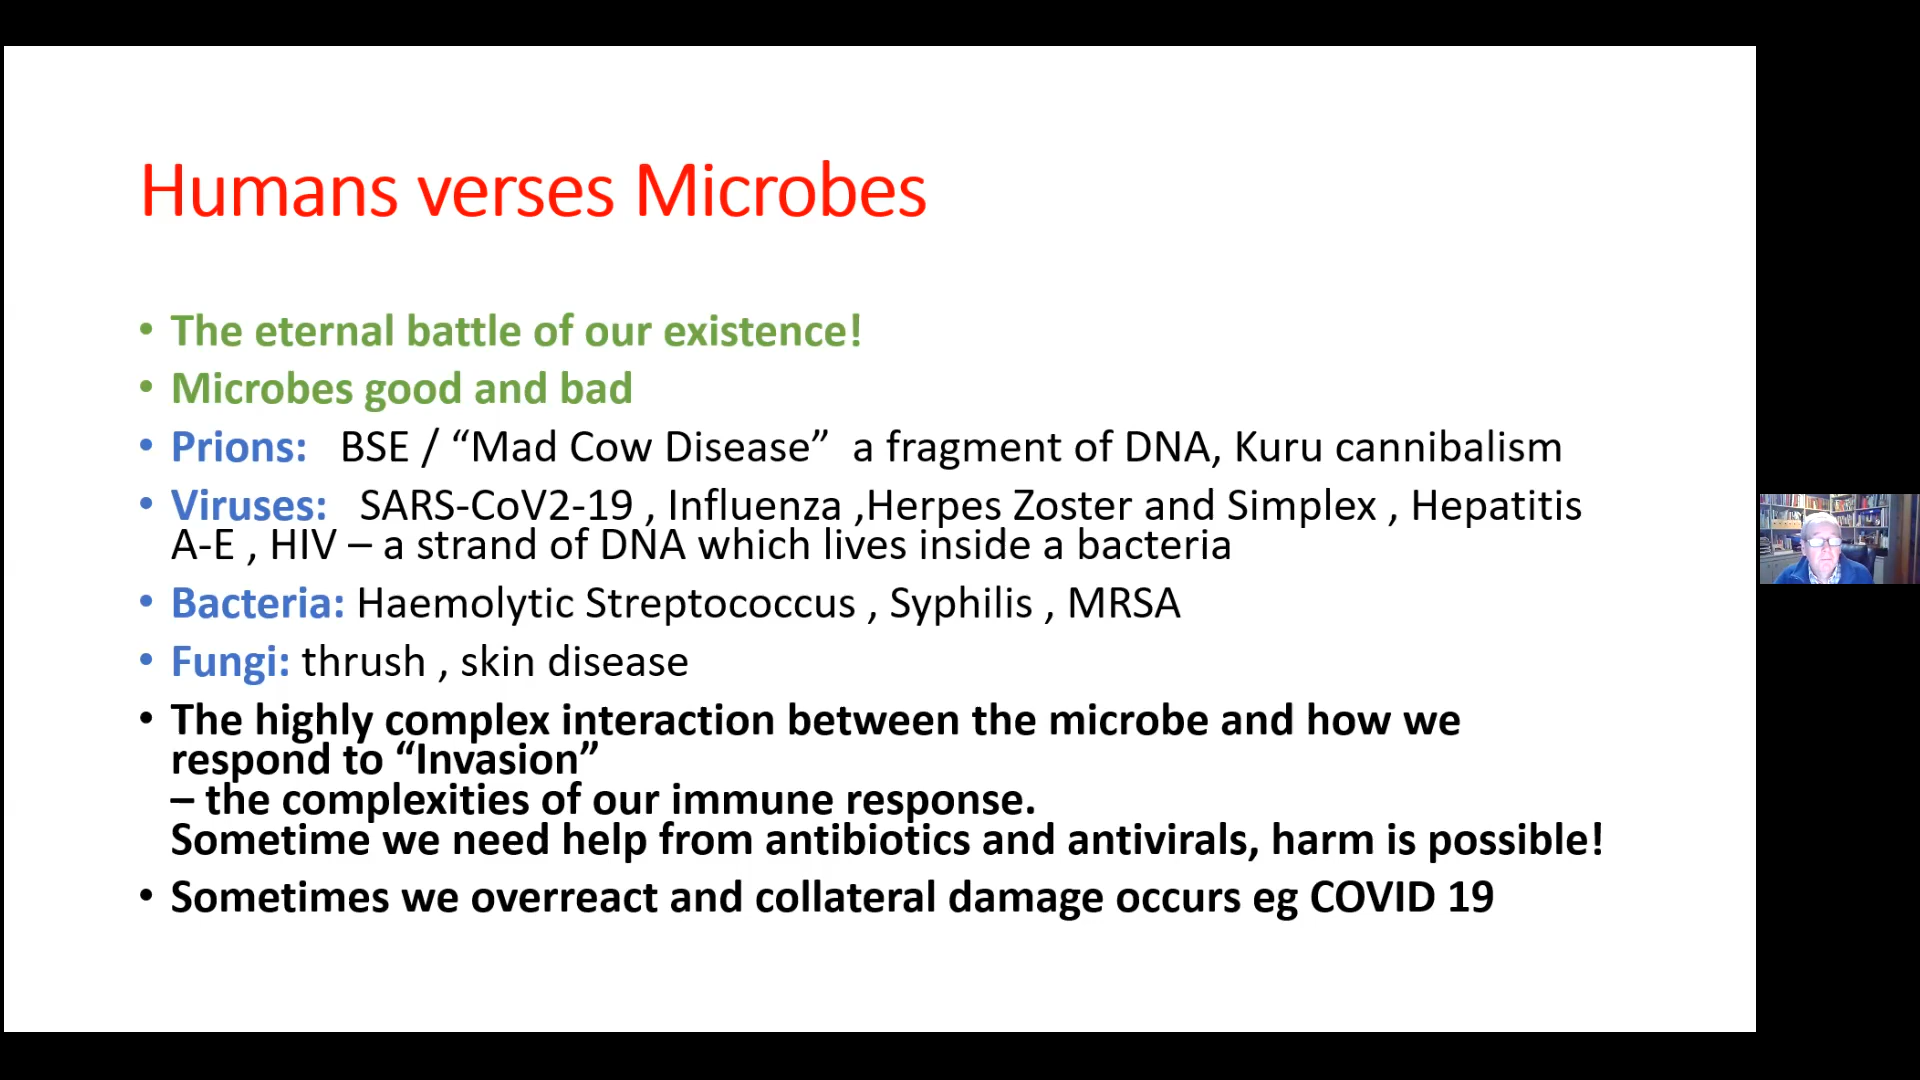 Humans verses Microbes
• The eternal battle of our existence!
• Microbes good and bad
• Prions: BSE / “Mad Cow Disease” a fragment of DNA, Kuru cannibalism
• Viruses: SARS-CoV2-19 , Influenza ,Herpes Zoster and Simplex , Hepatitis
A-E , HIV – a strand of DNA which lives inside a bacteria
• Bacteria: Haemolytic Streptococcus , Syphilis , MRSA
• Fungi: thrush , skin disease
• The highly complex interaction between the microbe and how we
respond to “Invasion”
– the complexities of our immune response.
Sometime we need help from antibiotics and antivirals, harm is possible!
• Sometimes we overreact and collateral damage occurs eg COVID 19